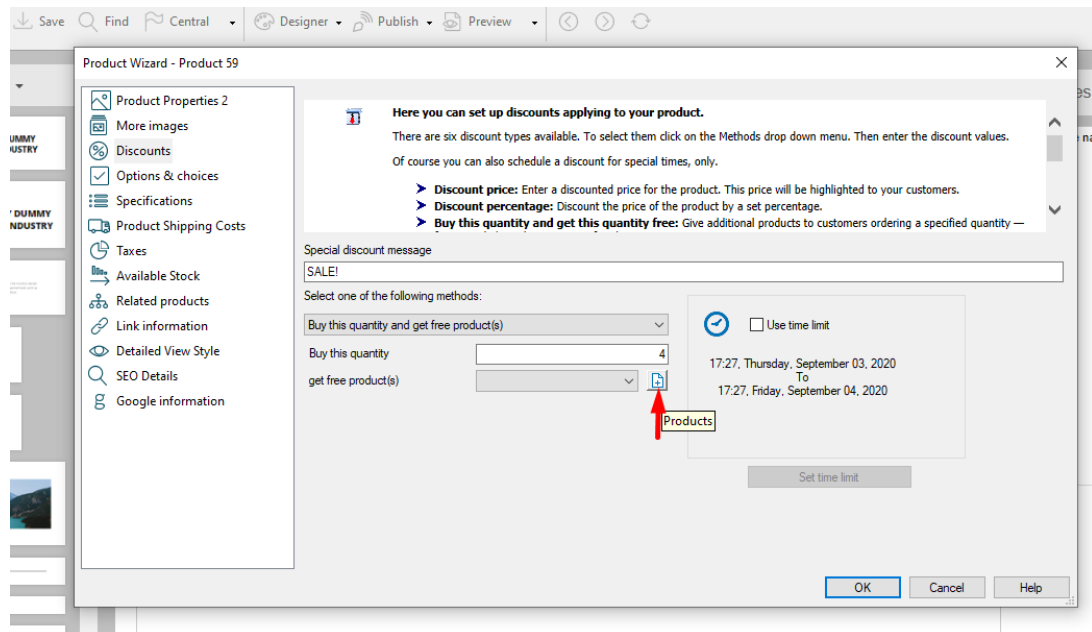 Save Find Central Designer Publish Preview
Product Wizard - Product 59
Product Properties 2
More images
Discounts
Options & choices
Specifications
Product Shipping Costs
Taxes
Available Stock
Related products
Link information
Detailed View Style
SEO Details
Google information
Here you can set up discounts applying to your product.
There are six discount types available. To select them click on the Methods drop down menu. Then enter the discount values.
Of course you can also schedule a discount for special times, only.
Discount price: Enter a discounted price for the product. This price will be highlighted to your customers.
Discount percentage: Discount the price of the product by a set percentage.
Buy this quantity and get this quantity free: Give additional products to customers ordering a specified quantity —
Special discount message
SALE!
Select one of the following methods:
Buy this quantity and get free product(s)
Buy this quantity 4
get free product(s)
Products
Use time limit
17:27, Thursday, September 03, 2020
To
17:27, Friday, September 04, 2020
Set time limit
OK Cancel Help
UMMY
USTRY
DUMMY
NDUSTRY
es
na